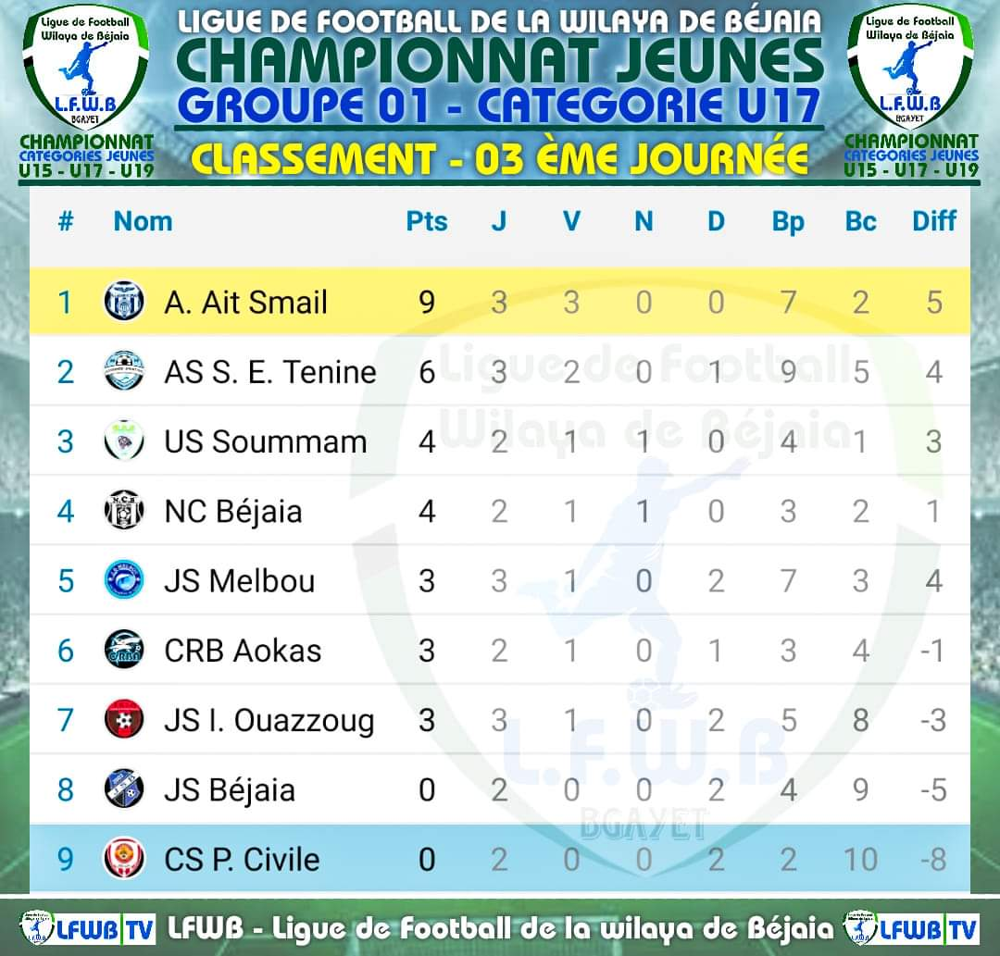 Ligue de Football
Wilaya de Béjaia
L.F.W.B
BGAYET
CHAMPIONNAT
CATEGORIES JEUNES
U15 - U17 - U19
LIGUE DE FOOTBALL DE LA WILAYA DE BÉJAIA
CHAMPIONNAT JEUNES
GROUPE 01 - CATEGORIE U17
CLASSEMENT - 03 ÈME JOURNÉE
Ligue de Football
Wilaya de Béjaia
L.F.W.B
BGAYET
CHAMPIONNAT
CATEGORIES JEUNES
U15 - U17 - U19
# Nom Pts J V N D Bp Bc Diff
1 A. Ait Smail 9 3 3 0 0 7 2 5
2 AS S. E. Tenine 6 3 2 0 1 9 5 4
3 US Soummam 4 2 1 1 0 4 1 3
4 NC Béjaia 4 2 1 1 0 3 2 1
5 JS Melbou 3 3 1 0 2 7 3 4
6 CRB Aokas 3 2 1 0 1 3 4 -1
7 JS I. Ouazzoug 3 3 1 0 2 5 8 -3
8 JS Béjaia 0 2 0 0 2 4 9 -5
9 CS P. Civile 0 2 0 0 2 2 10 -8
Ligue de Football
Wilaya de Béjaia
L.F.W.B
BGAYET
LFWB TV LFWB - Ligue de Football de la wilaya de Béjaia LFWB TV